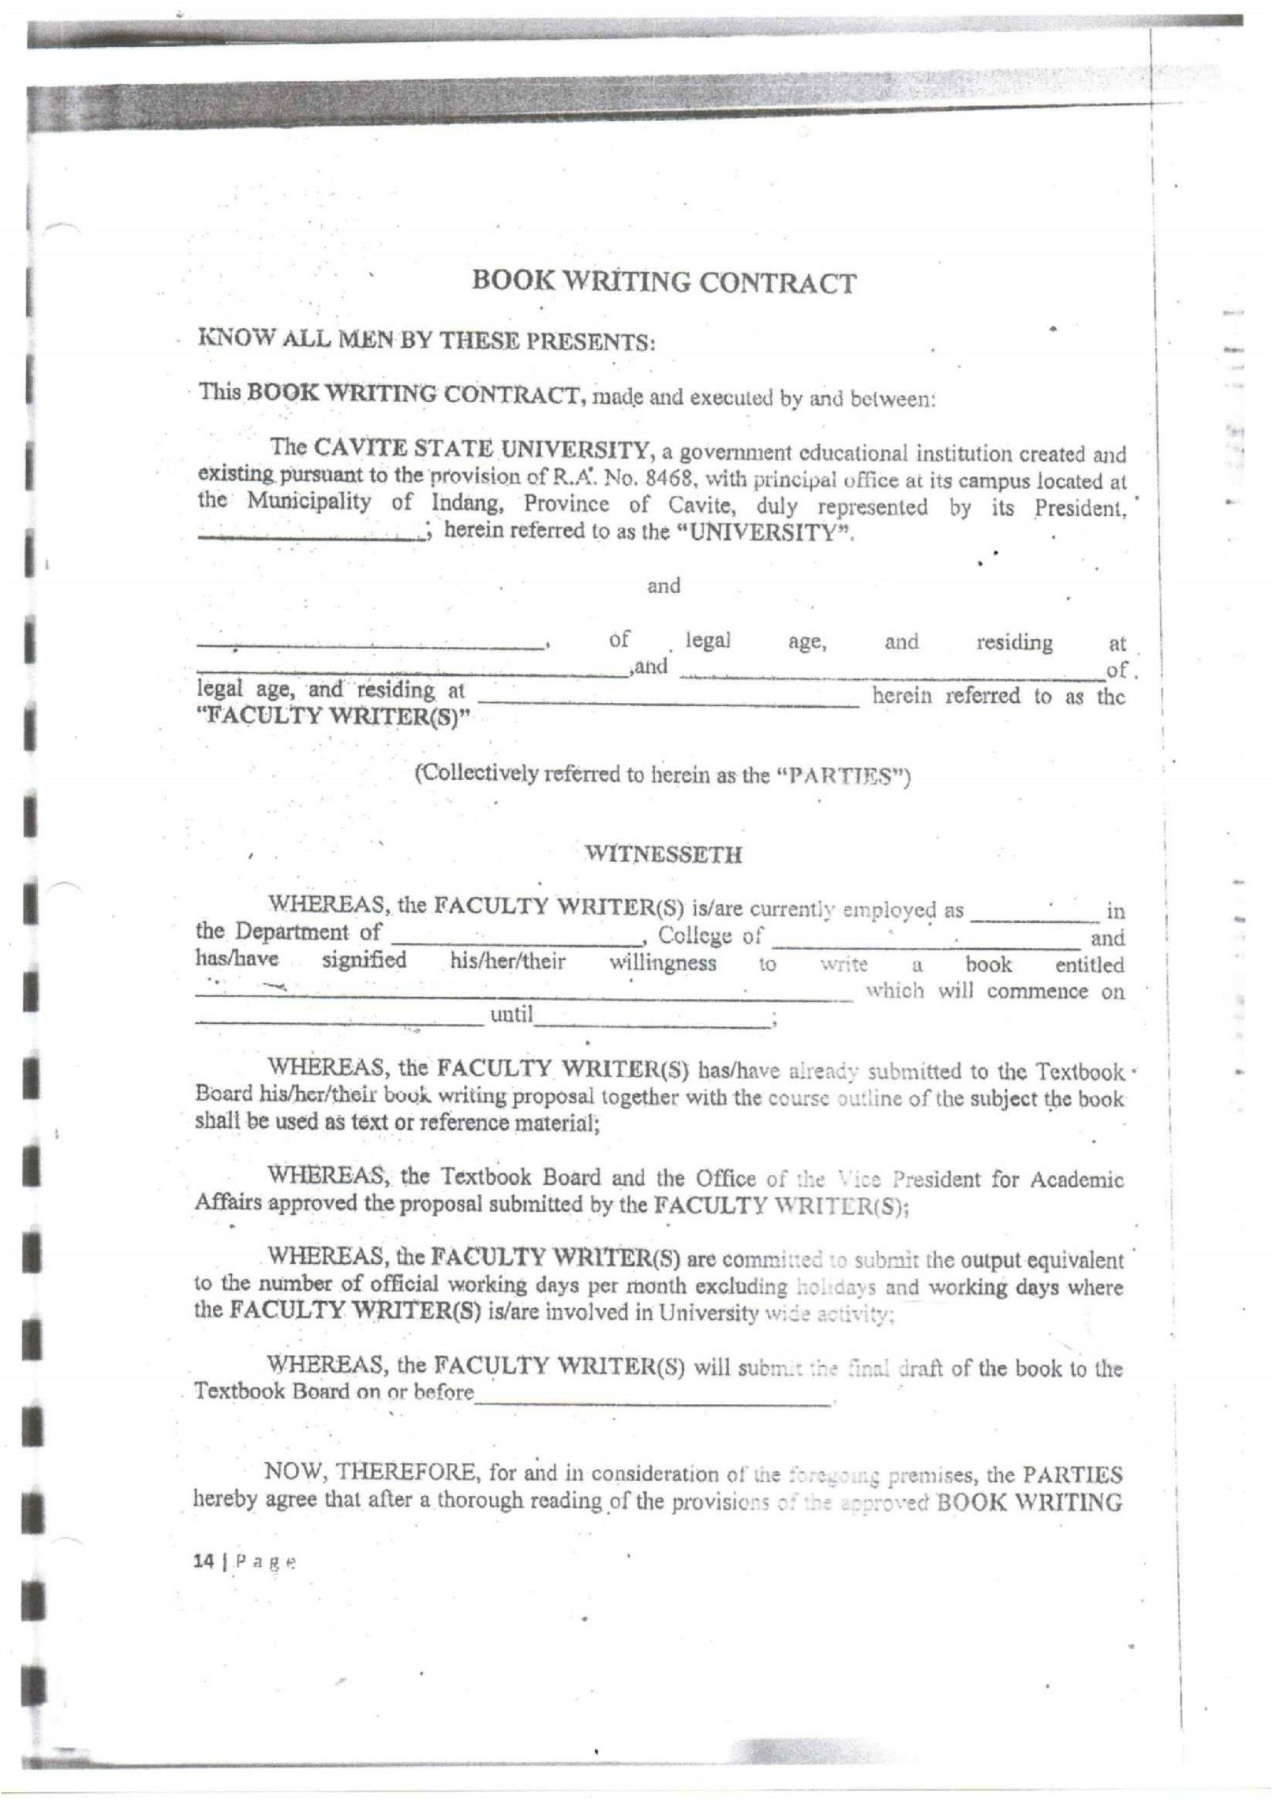 BOOK WRITING CONTRACT
KNOW ALL MEN BY THESE PRESENTS:
This BOOK WRITING CONTRACT, made and executed by and between:
The CAVITE STATE UNIVERSITY, a government educational institution created and
existing pursuant to the provision of R.A. No. 8468, with principal office at its campus located at
the Municipality of Indang, Province of Cavite, duly represented by its President,
____________________; herein referred to as the “UNIVERSITY”.
and
______________________________, of legal age, and residing at
____________________________________,and ____________________________________of
legal age, and residing at ________________________________ herein referred to as the
“FACULTY WRITER(S)”
(Collectively referred to herein as the “PARTIES”)
WITNESSETH
WHEREAS, the FACULTY WRITER(S) is/are currently employed as ___________ in
the Department of _____________________, College of __________________________ and
has/have signified his/her/their willingness to write a book entitled
________________________________________________________ which will commence on
________________________ until____________________;
WHEREAS, the FACULTY WRITER(S) has/have already submitted to the Textbook
Board his/her/their book writing proposal together with the course outline of the subject the book
shall be used as text or reference material;
WHEREAS, the Textbook Board and the Office of the Vice President for Academic
Affairs approved the proposal submitted by the FACULTY WRITER(S);
WHEREAS, the FACULTY WRITER(S) are committed to submit the output equivalent
to the number of official working days per month excluding holidays and working days where
the FACULTY WRITER(S) is/are involved in University wide activity;
WHEREAS, the FACULTY WRITER(S) will submit the final draft of the book to the
Textbook Board on or before______________________________
NOW, THEREFORE, for and in consideration of the foregoing premises, the PARTIES
hereby agree that after a thorough reading of the provisions of the approved BOOK WRITING
14 | P a g e